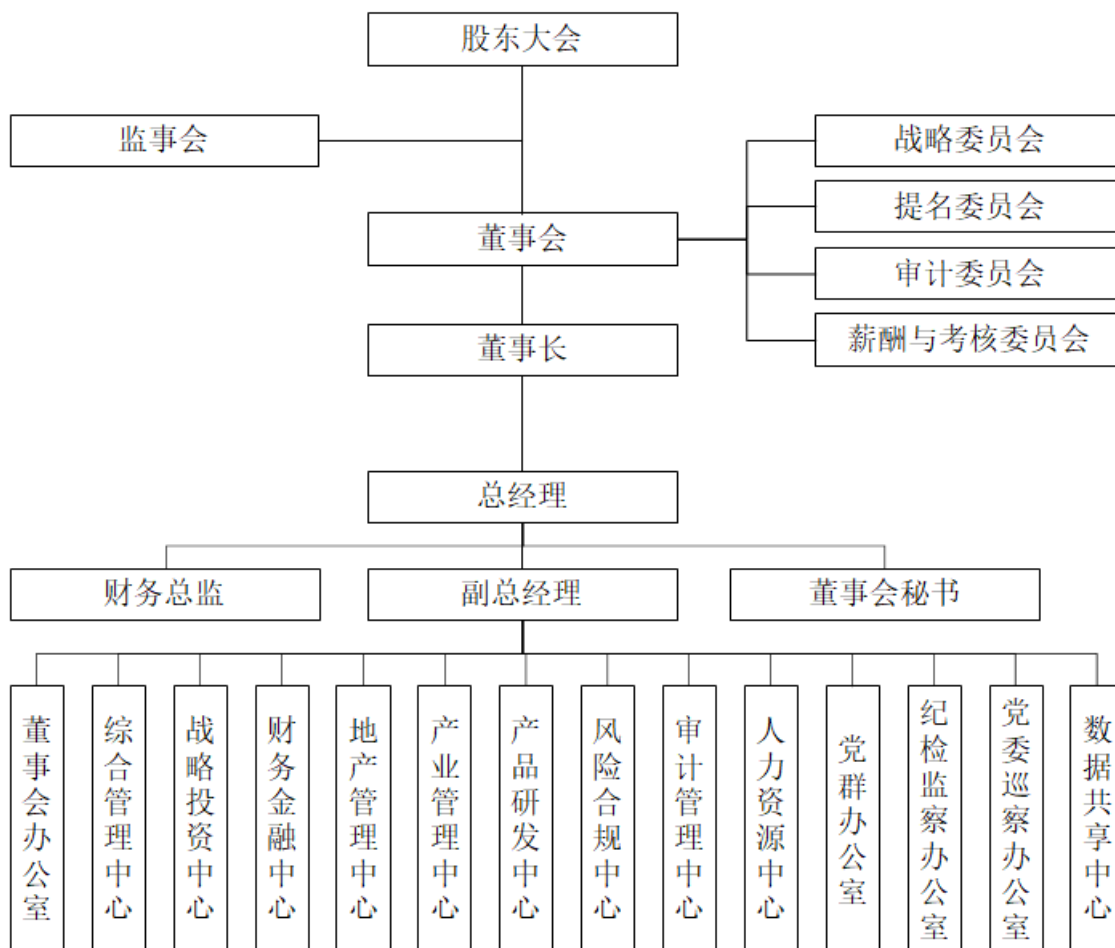 股东大会
监事会
战略委员会
提名委员会
董事会
审计委员会
薪酬与考核委员会
董事长
总经理
财务总监
副总经理
董事会秘书
董事会办公室
综合管理中心
战略投资中心
财务金融中心
地产管理中心
产业管理中心
产品研发中心
风险合规中心
审计管理中心
人力资源中心
党群办公室
纪检监察办公室
党委巡察办公室
数据共享中心